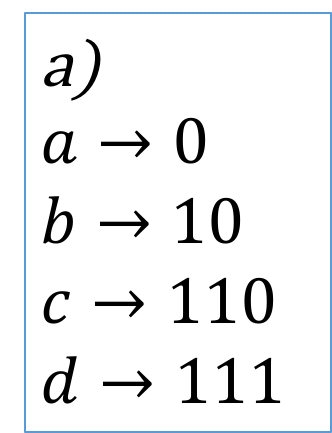 a)
a → 0
b → 10
c → 110
d → 111